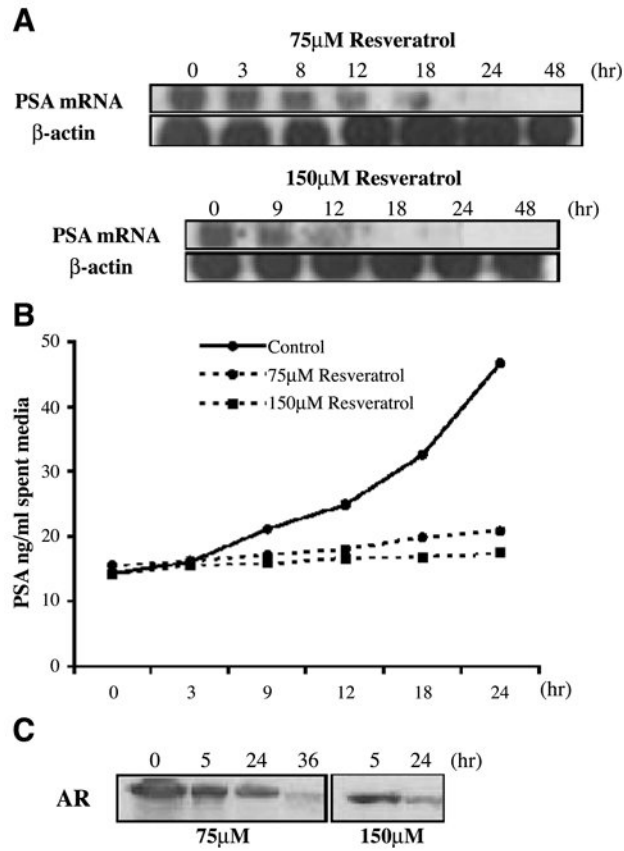 A
75μM Resveratrol
0 3 8 12 18 24 48 (hr)
PSA mRNA
β-actin
150μM Resveratrol
0 9 12 18 24 48 (hr)
PSA mRNA
β-actin
B
50
40
30
20
10
0
PSA ng/ml spent media
Control
75μM Resveratrol
150μM Resveratrol
0 3 9 12 18 24 (hr)
C
0 5 24 36 5 24 (hr)
AR
75μM 150μM